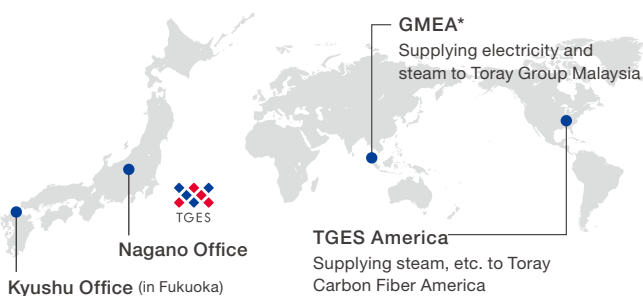 GMEA*
Supplying electricity and
steam to Toray Group Malaysia
TGES
Nagano Office
Kyushu Office (in Fukuoka)
TGES America
Supplying steam, etc. to Toray
Carbon Fiber America